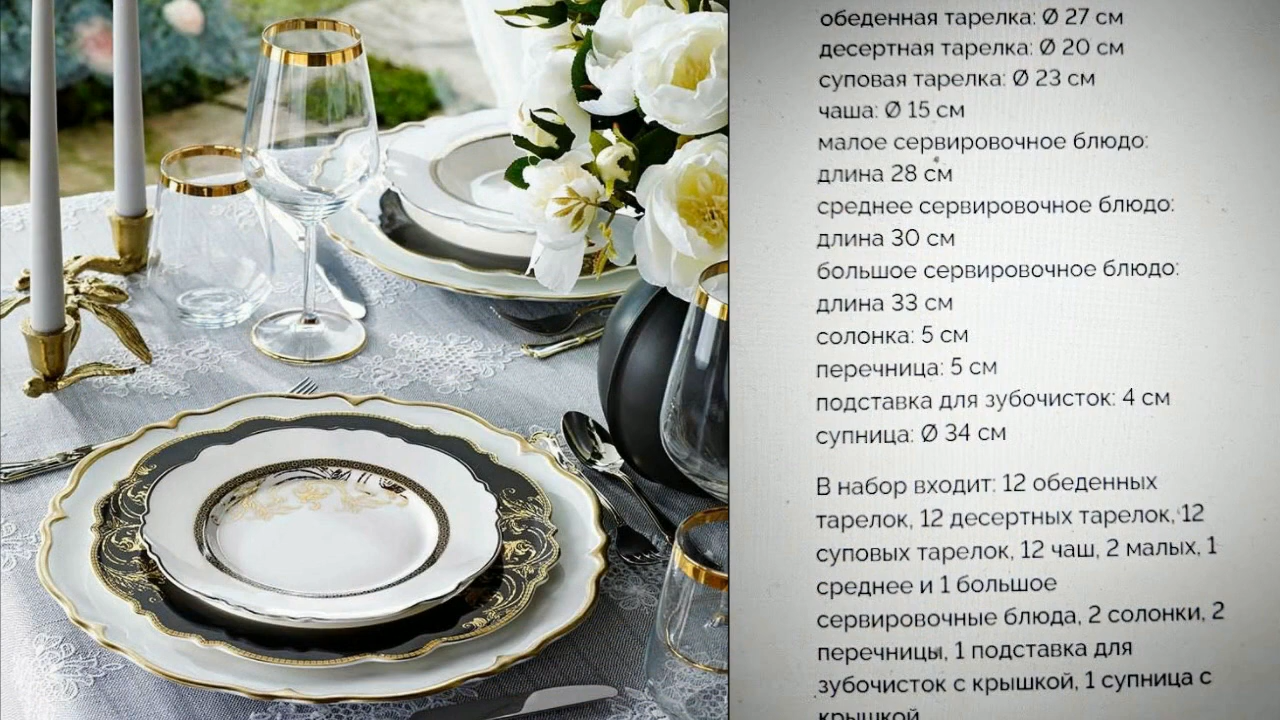 обеденная тарелка: Ø 27 см
десертная тарелка: Ø 20 см
суповая тарелка: Ø 23 см
чаша: Ø 15 см
малое сервировочное блюдо:
длина 28 см
среднее сервировочное блюдо:
длина 30 см
большое сервировочное блюдо:
длина 33 см
солонка: 5 см
перечница: 5 см
подставка для зубочисток: 4 см
супница: Ø 34 см
В набор входит: 12 обеденных
тарелок, 12 десертных тарелок, 12
суповых тарелок, 12 чаш, 2 малых, 1
среднее и 1 большое
сервировочные блюда, 2 солонки, 2
перечницы, 1 подставка для
зубочисток с крышкой, 1 супница с
крышкой